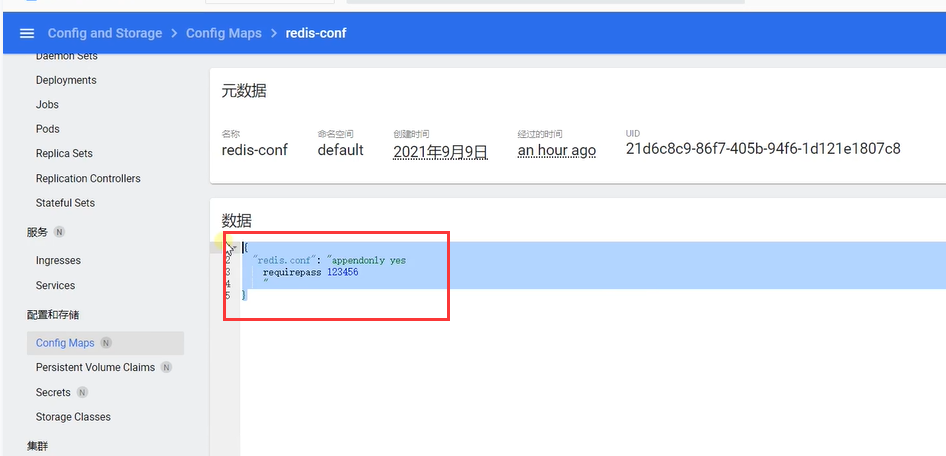 Config and Storage > Config Maps > redis-conf
Daemon Sets
Deployments
Jobs
Pods
Replica Sets
Replication Controllers
Stateful Sets
服务 N
Ingresses
Services
配置和存储
Config Maps N
Persistent Volume Claims N
Secrets N
Storage Classes
集群
元数据
名称 命名空间 创建时间 经过的时间 UID
redis-conf default 2021年9月9日 an hour ago 21d6c8c9-86f7-405b-94f6-1d121e1807c8
数据
{
2 "redis.conf": "appendonly yes
3 requirepass 123456
4 "
5 }